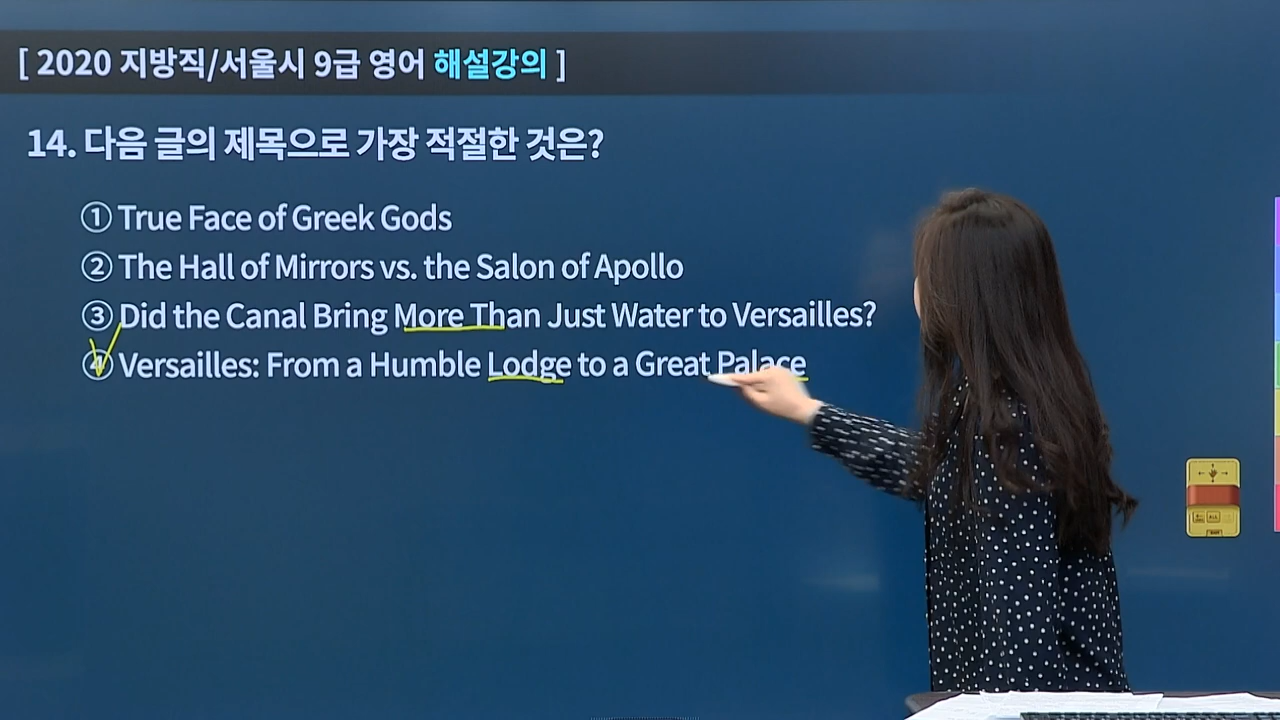 [ 2020 지방직/서울시 9급 영어 해설강의 ]
14. 다음 글의 제목으로 가장 적절한 것은?
① True Face of Greek Gods
② The Hall of Mirrors vs. the Salon of Apollo
③ Did the Canal Bring More Than Just Water to Versailles?
④ Versailles: From a Humble Lodge to a Great Palace